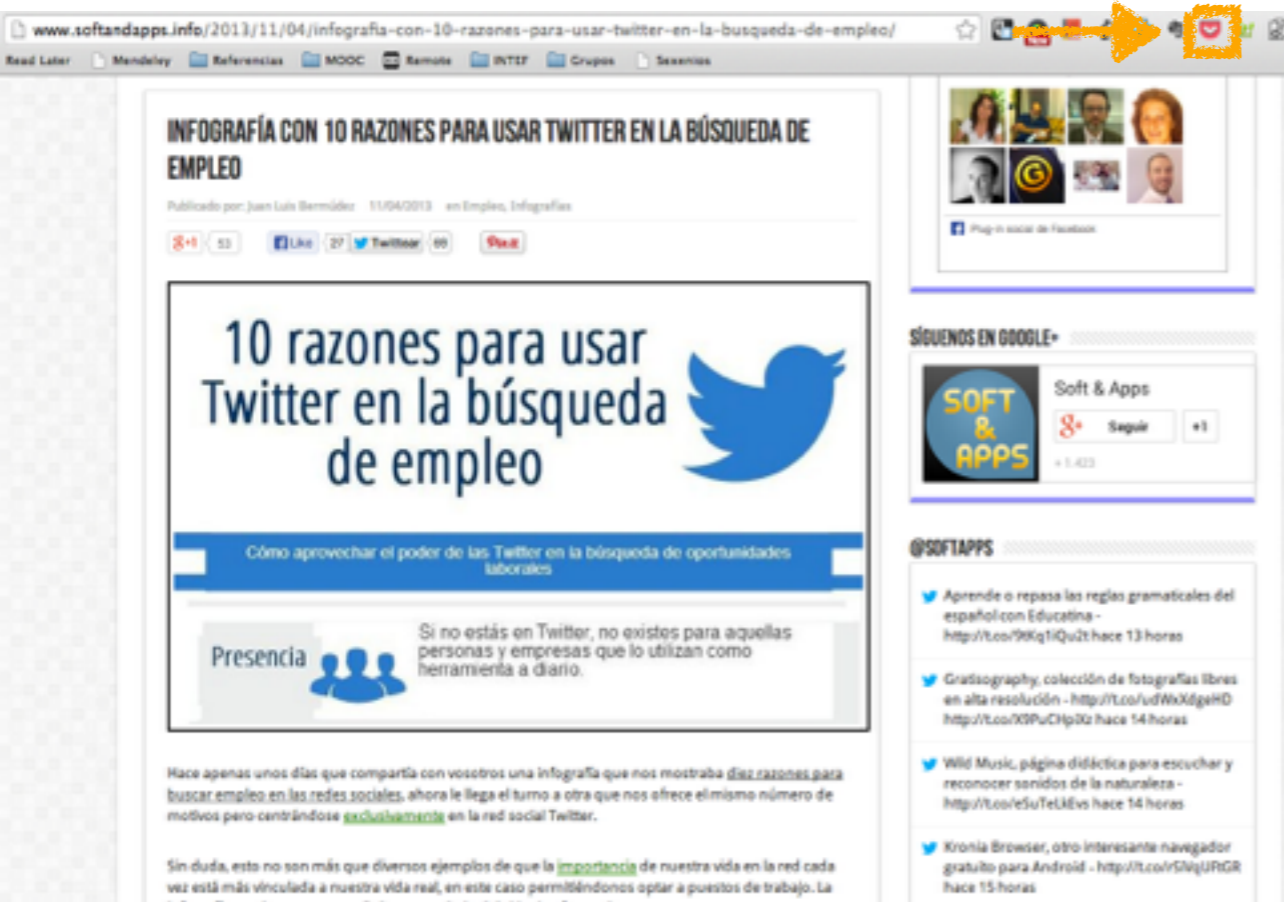 www.softandapps.info/2013/11/04/infografia-con-10-razones-para-usar-twitter-en-la-busqueda-de-empleo/
Read Later Mendeley Referencias MOOC Remote INTEF Grupos Sexenios
INFOGRAFÍA CON 10 RAZONES PARA USAR TWITTER EN LA BÚSQUEDA DE
EMPLEO
Publicado por: Juan Luis Bermúdez 11/04/2013 en Empleo, Infografías
g+1 53 Like 27 Twittear 69 Pin it
10 razones para usar
Twitter en la búsqueda
de empleo
Cómo aprovechar el poder de las Twitter en la búsqueda de oportunidades
laborales
Presencia
Si no estás en Twitter, no existes para aquellas
personas y empresas que lo utilizan como
herramienta a diario.
Hace apenas unos días que compartía con vosotros una infografía que nos mostraba diez razones para
buscar empleo en las redes sociales, ahora le llega el turno a otra que nos ofrece el mismo número de
motivos pero centrándose exclusivamente en la red social Twitter.
Sin duda, esto no son más que diversos ejemplos de que la importancia de nuestra vida en la red cada
vez está más vinculada a nuestra vida real, en este caso permitiéndonos optar a puestos de trabajo. La
G
Plug-in social de Facebook
SÍGUENOS EN GOOGLE+
SOFT
&
APPS
Soft & Apps
g+ Seguir +1
+ 1.423
@SOFTAPPS
Aprende o repasa las reglas gramaticales del
español con Educatina -
http://t.co/9tKq1iQu2t hace 13 horas
Gratisography, colección de fotografías libres
en alta resolución - http://t.co/udWxXdgeHD
hace 14 horas
Wild Music, página didáctica para escuchar y
reconocer sonidos de la naturaleza -
http://t.co/eSuTeLkEvs hace 14 horas
Kronia Browser, otro interesante navegador
gratuito para Android -
hace 15 horas